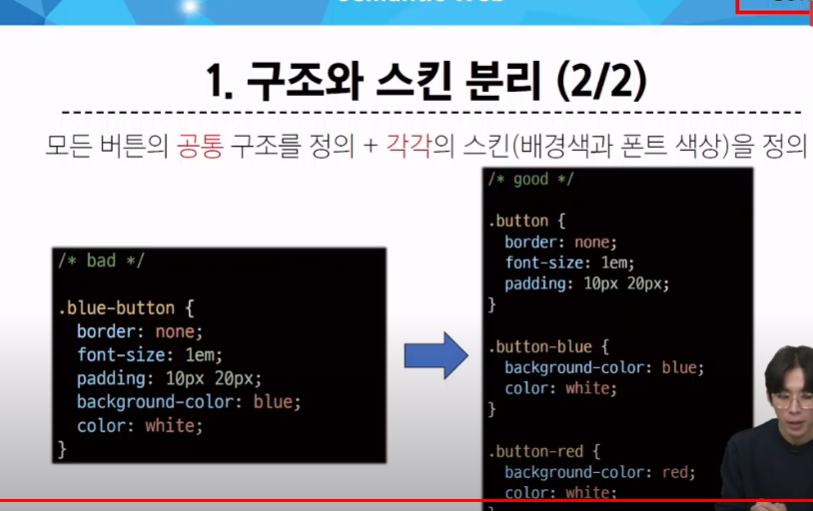 1. 구조와 스킨 분리 (2/2)
모든 버튼의 공통 구조를 정의 + 각각의 스킨(배경색과 폰트 색상)을 정의
/* bad */
.blue-button {
border: none;
font-size: 1em;
padding: 10px 20px;
background-color: blue;
color: white;
}
/* good */
.button {
border: none;
font-size: 1em;
padding: 10px 20px;
}
.button-blue {
background-color: blue;
color: white;
}
.button-red {
background-color: red;
color: white;
}